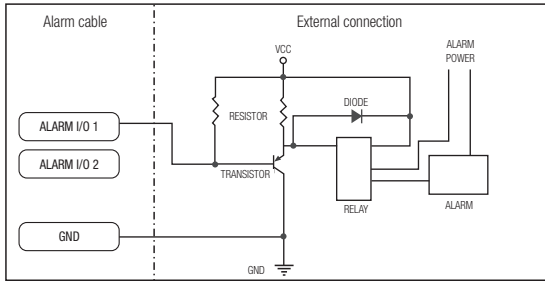 Alarm cable
External connection
VCC
ALARM
POWER
DIODE
RESISTOR
ALARM I/O 1
ALARM I/O 2
TRANSISTOR
RELAY
ALARM
GND
GND